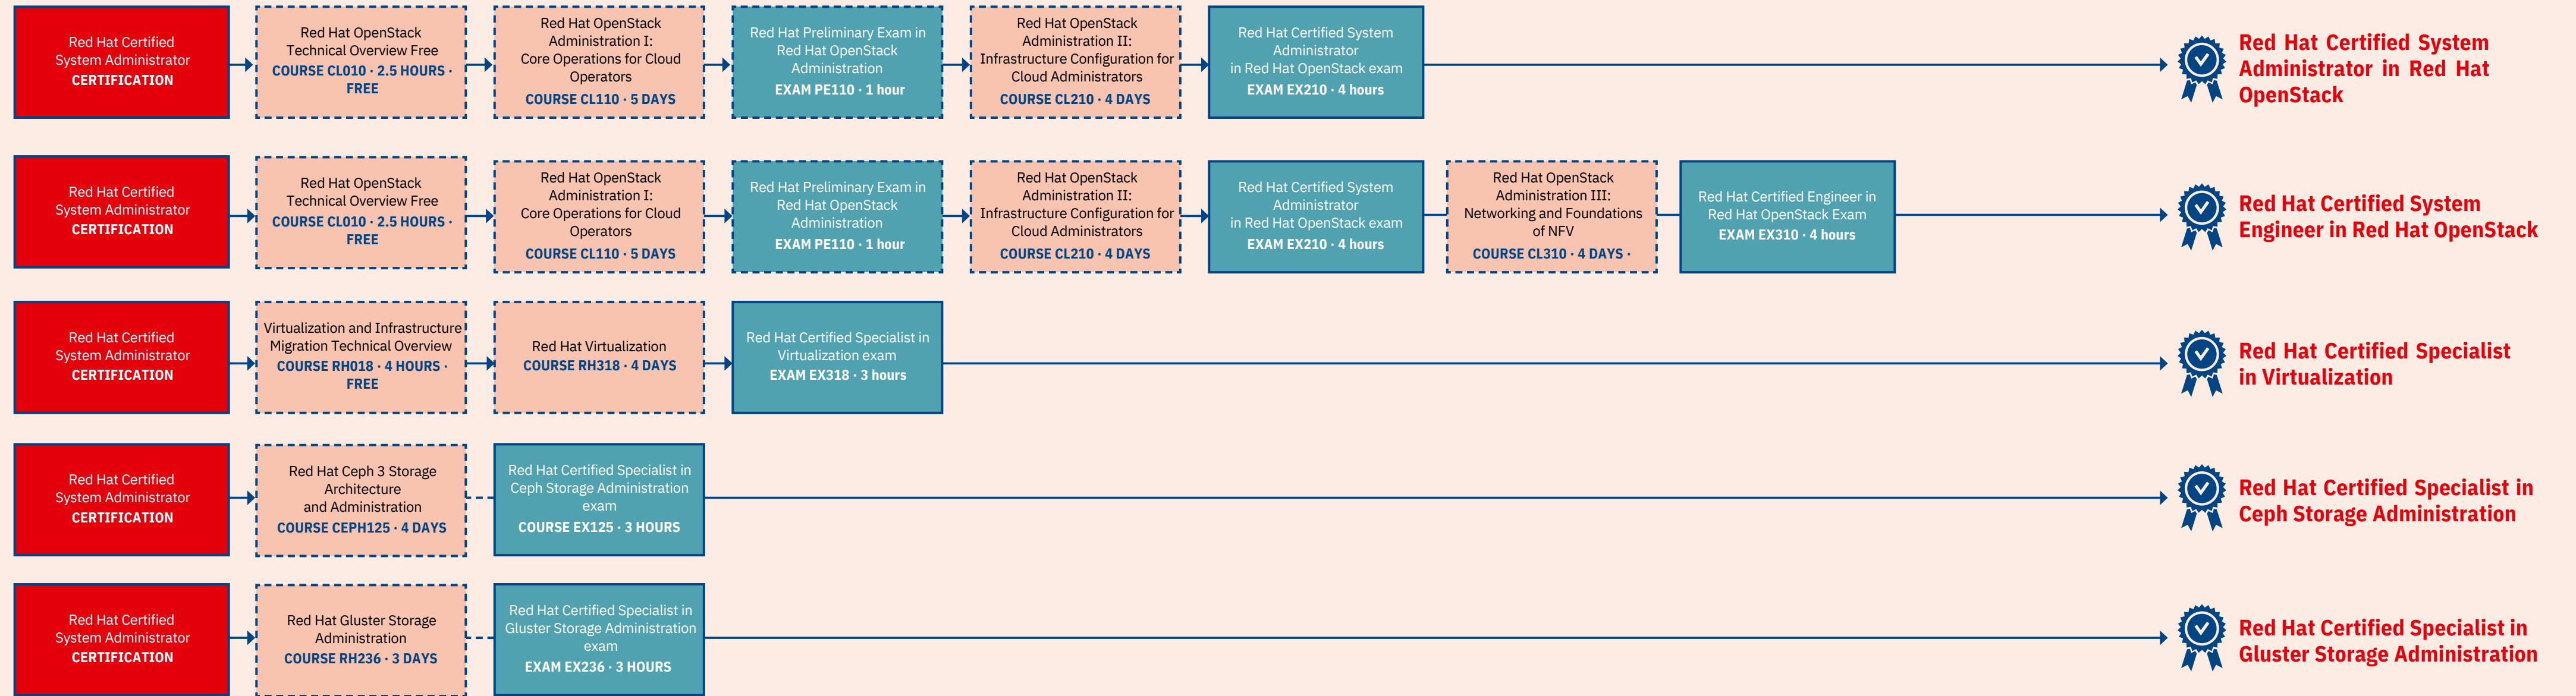 Red Hat Certified
System Administrator
CERTIFICATION
Red Hat OpenStack
Technical Overview Free
COURSE CL010 · 2.5 HOURS ·
FREE
Red Hat OpenStack
Administration I:
Core Operations for Cloud
Operators
COURSE CL110 · 5 DAYS
Red Hat Preliminary Exam in
Red Hat OpenStack
Administration
EXAM PE110 · 1 hour
Red Hat OpenStack
Administration II:
Infrastructure Configuration for
Cloud Administrators
COURSE CL210 · 4 DAYS
Red Hat Certified System
Administrator
in Red Hat OpenStack exam
EXAM EX210 · 4 hours
Red Hat Certified System
Administrator in Red Hat
OpenStack
Red Hat Certified
System Administrator
CERTIFICATION
Red Hat OpenStack
Technical Overview Free
COURSE CL010 · 2.5 HOURS ·
FREE
Red Hat OpenStack
Administration I:
Core Operations for Cloud
Operators
COURSE CL110 · 5 DAYS
Red Hat Preliminary Exam in
Red Hat OpenStack
Administration
EXAM PE110 · 1 hour
Red Hat OpenStack
Administration II:
Infrastructure Configuration for
Cloud Administrators
COURSE CL210 · 4 DAYS
Red Hat Certified System
Administrator
in Red Hat OpenStack exam
EXAM EX210 · 4 hours
Red Hat OpenStack
Administration III:
Networking and Foundations
of NFV
COURSE CL310 · 4 DAYS ·
Red Hat Certified Engineer in
Red Hat OpenStack Exam
EXAM EX310 · 4 hours
Red Hat Certified System
Engineer in Red Hat OpenStack
Red Hat Certified
System Administrator
CERTIFICATION
Virtualization and Infrastructure
Migration Technical Overview
COURSE RH018 · 4 HOURS ·
FREE
Red Hat Virtualization
COURSE RH318 · 4 DAYS
Red Hat Certified Specialist in
Virtualization exam
EXAM EX318 · 3 hours
Red Hat Certified Specialist
in Virtualization
Red Hat Certified
System Administrator
CERTIFICATION
Red Hat Ceph 3 Storage
Architecture
and Administration
COURSE CEPH125 · 4 DAYS
Red Hat Certified Specialist in
Ceph Storage Administration
exam
COURSE EX125 · 3 HOURS
Red Hat Certified Specialist in
Ceph Storage Administration
Red Hat Certified
System Administrator
CERTIFICATION
Red Hat Gluster Storage
Administration
COURSE RH236 · 3 DAYS
Red Hat Certified Specialist in
Gluster Storage Administration
exam
EXAM EX236 · 3 HOURS
Red Hat Certified Specialist in
Gluster Storage Administration